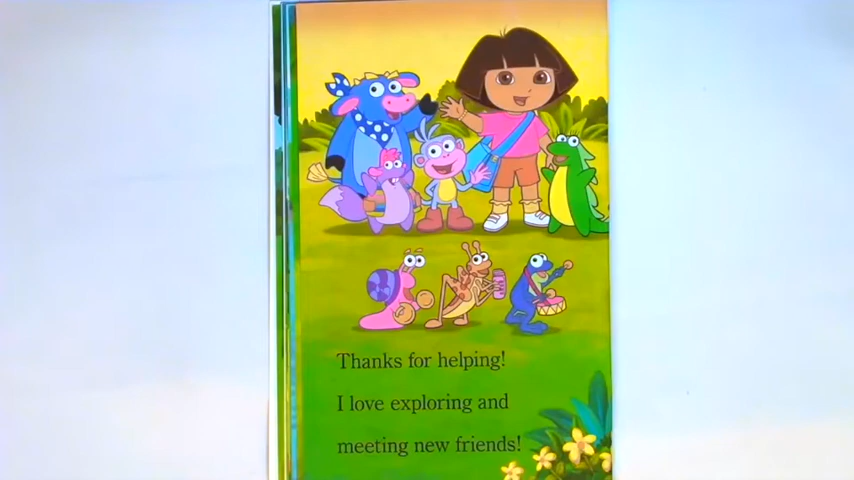 Thanks for helping!
I love exploring and
meeting new friends!